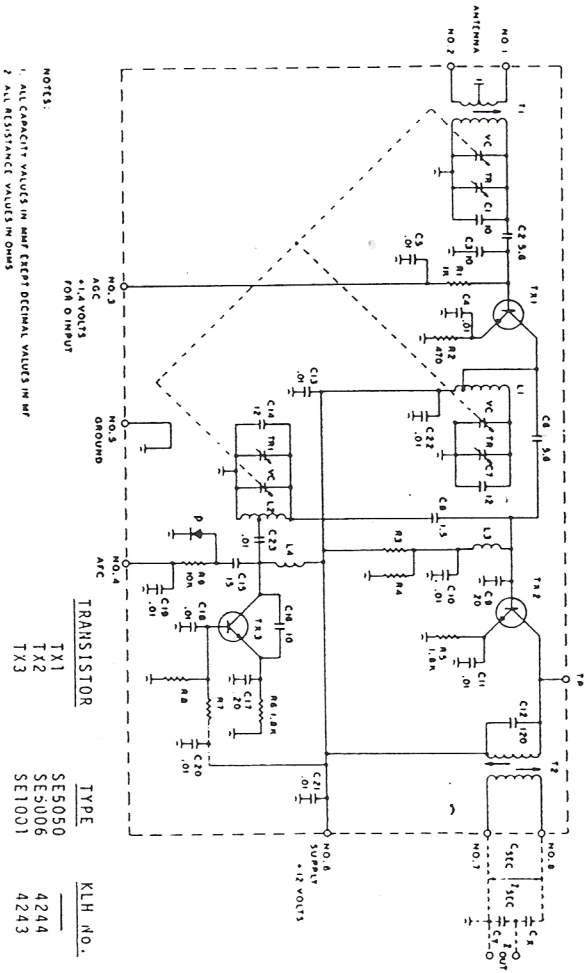 ANTENNA
NO.1
NO.2
T1
VC
TR
C1
10
C2
5.6
C3
10
C5
.01
R1
1K
TX1
C4
.01
R2
470
C13
.01
L1
C22
.01
VC
TR
C7
12
C6
5.6
C14
12
TR1
VC
L2
C8
1.5
C23
.01
L4
R3
R4
L3
C10
.01
C9
20
TX2
R5
1.8K
C11
.01
TP
C12
120
T2
D
C15
15
R9
10K
C19
.01
C18
.01
TX3
C16
10
C17
20
R6 1.8K
R8
R7
C20
.01
C21
.01
NO.3
AGC
+1.4 VOLTS
FOR 0 INPUT
NO.5
GROUND
NO.4
AFC
NO.6
SUPPLY
+12 VOLTS
NO.7
NO.8
CSEC
ZSEC
CX
CY
Z
OUT
NOTES:
1. ALL CAPACITY VALUES IN MMF EXEPT DECIMAL VALUES IN MF
2 ALL RESISTANCE VALUES IN OHMS
TRANSISTOR TYPE KLH No.
TX1 SE5050 ——
TX2 SE5006 4244
TX3 SE1001 4243